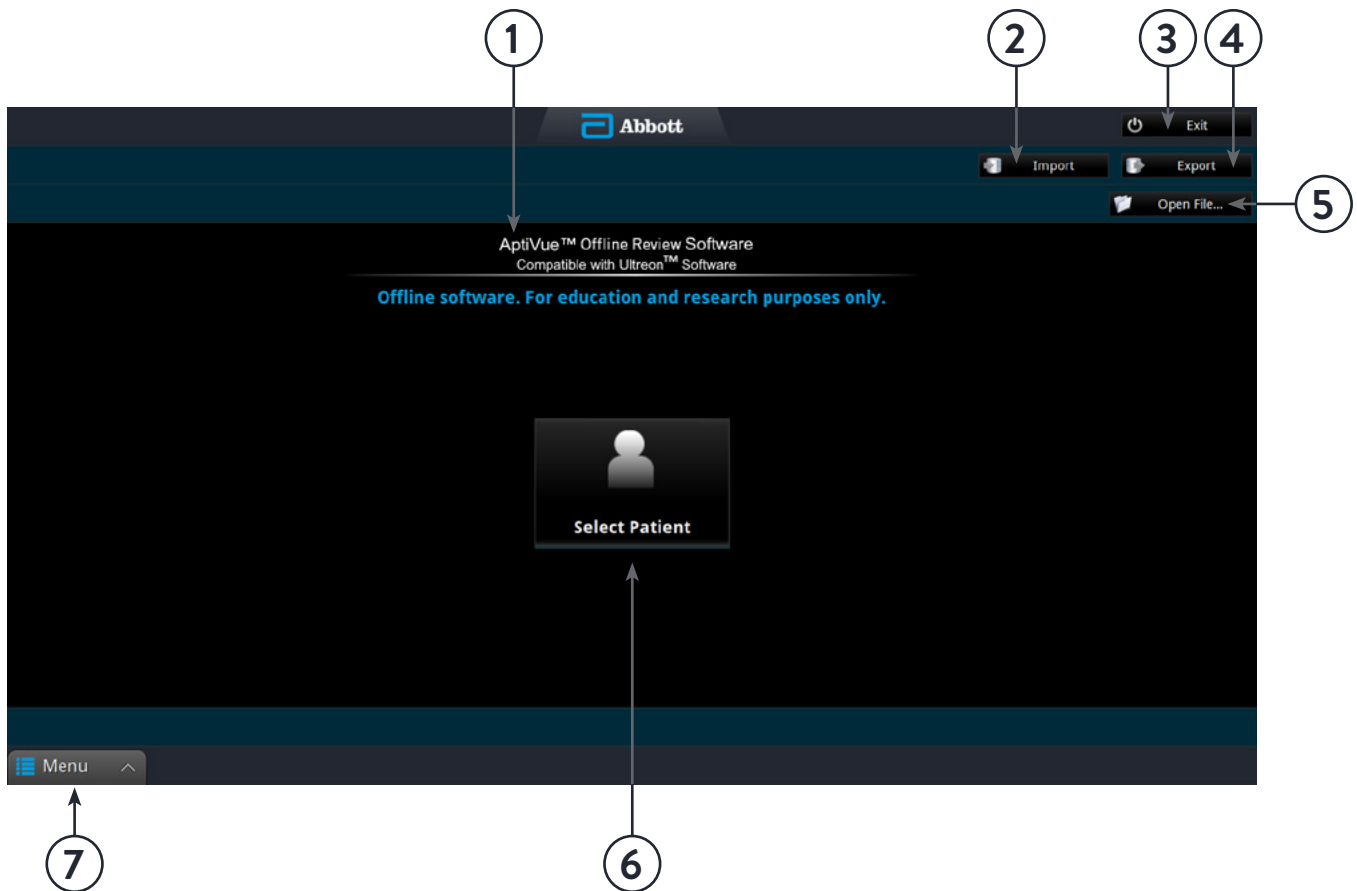 1
2
3
4
Abbott
Exit
Import
Export
Open File...
5
AptiVue™ Offline Review Software
Compatible with Ultreon™ Software
Offline software. For education and research purposes only.
Select Patient
Menu
7
6